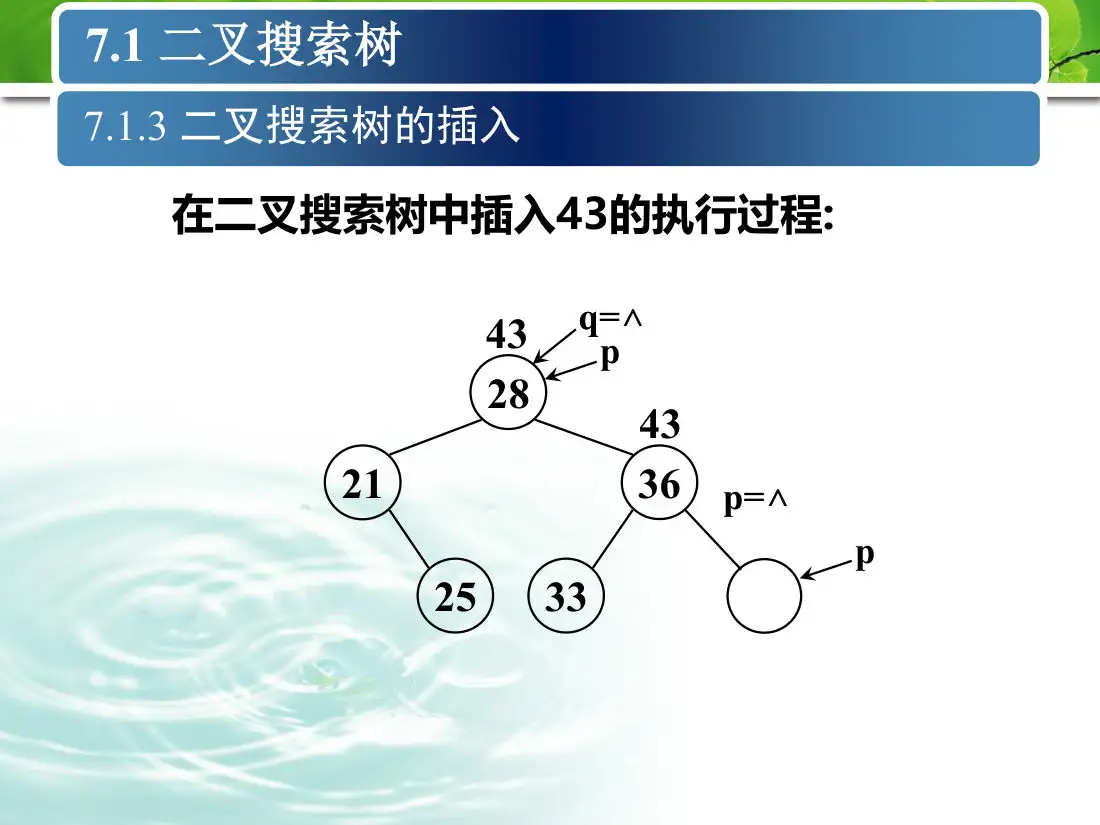 7.1 二叉搜索树
7.1.3 二叉搜索树的插入
在二叉搜索树中插入43的执行过程:
43
q=^
p
28
43
21
36
p=^
p
25
33